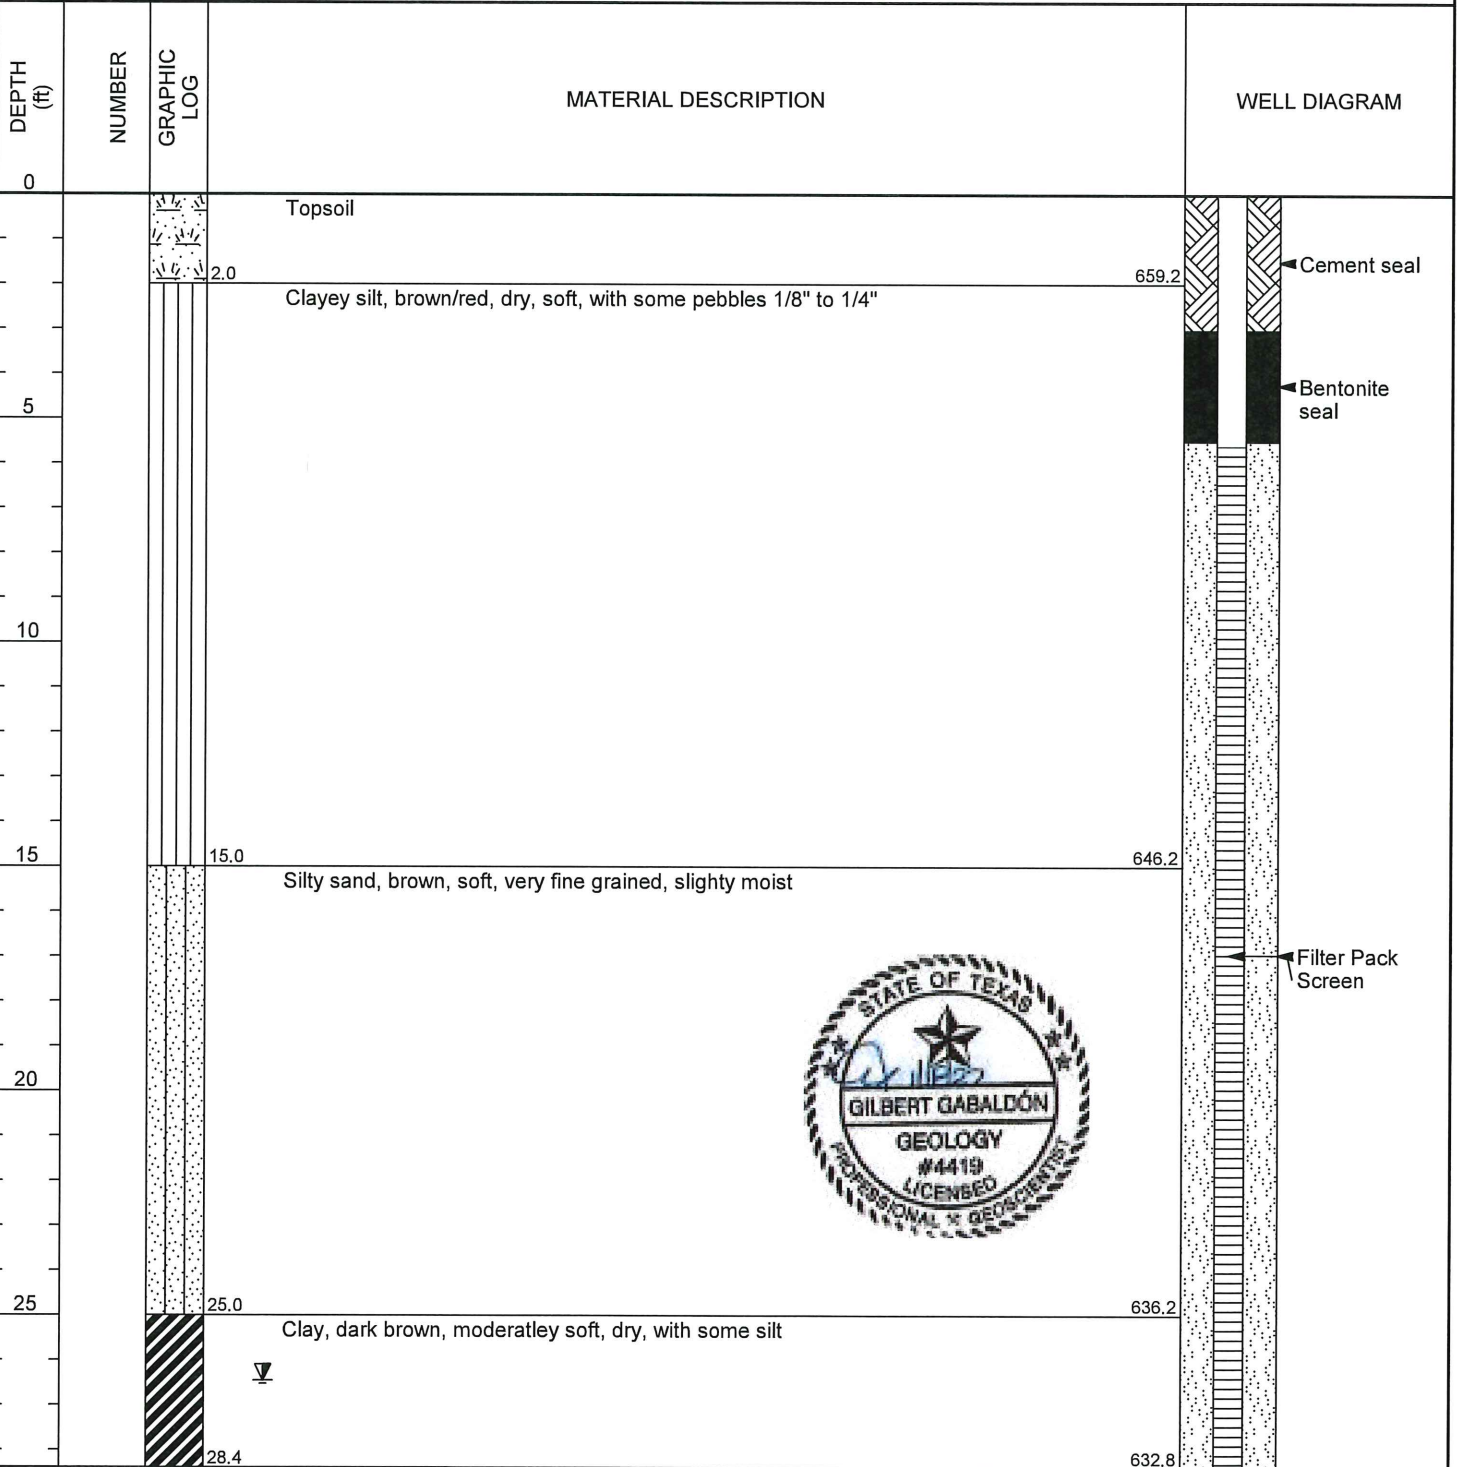 DEPTH
(ft)
NUMBER
GRAPHIC
LOG
MATERIAL DESCRIPTION
WELL DIAGRAM
0
Topsoil
2.0
659.2
Cement seal
Clayey silt, brown/red, dry, soft, with some pebbles 1/8" to 1/4"
5
Bentonite
seal
10
15
15.0
646.2
Silty sand, brown, soft, very fine grained, slighty moist
Filter Pack
Screen
STATE OF TEXAS
20
GILBERT GABALDÓN
GEOLOGY
#4419
LICENSED
PROFESSIONAL GEOSCIENTIST
25
25.0
636.2
Clay, dark brown, moderatley soft, dry, with some silt
28.4
632.8